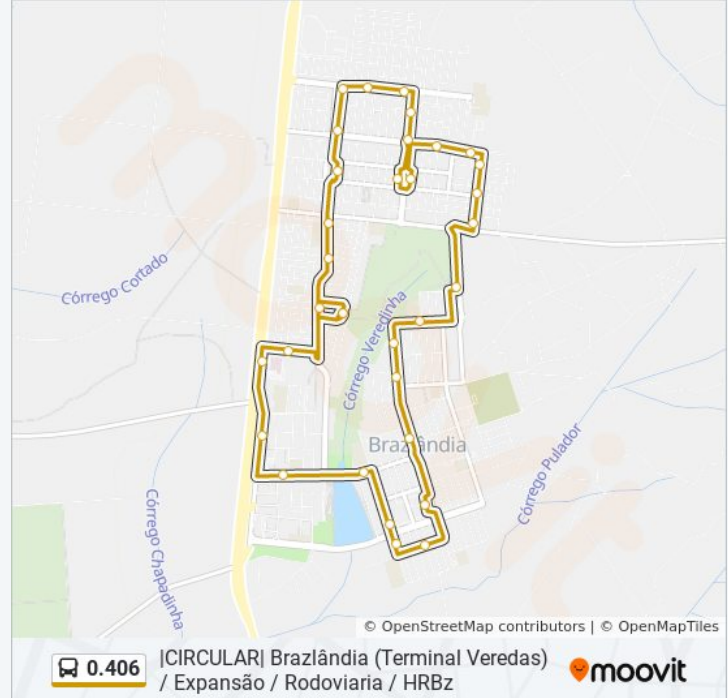 Córrego Cortado
Córrego Veredinha
Brazlândia
Córrego Pulador
Córrego Chapadinha
© OpenStreetMap contributors | © OpenMapTiles
0.406
|CIRCULAR| Brazlândia (Terminal Veredas)
/ Expansão / Rodoviaria / HRBz
moovit